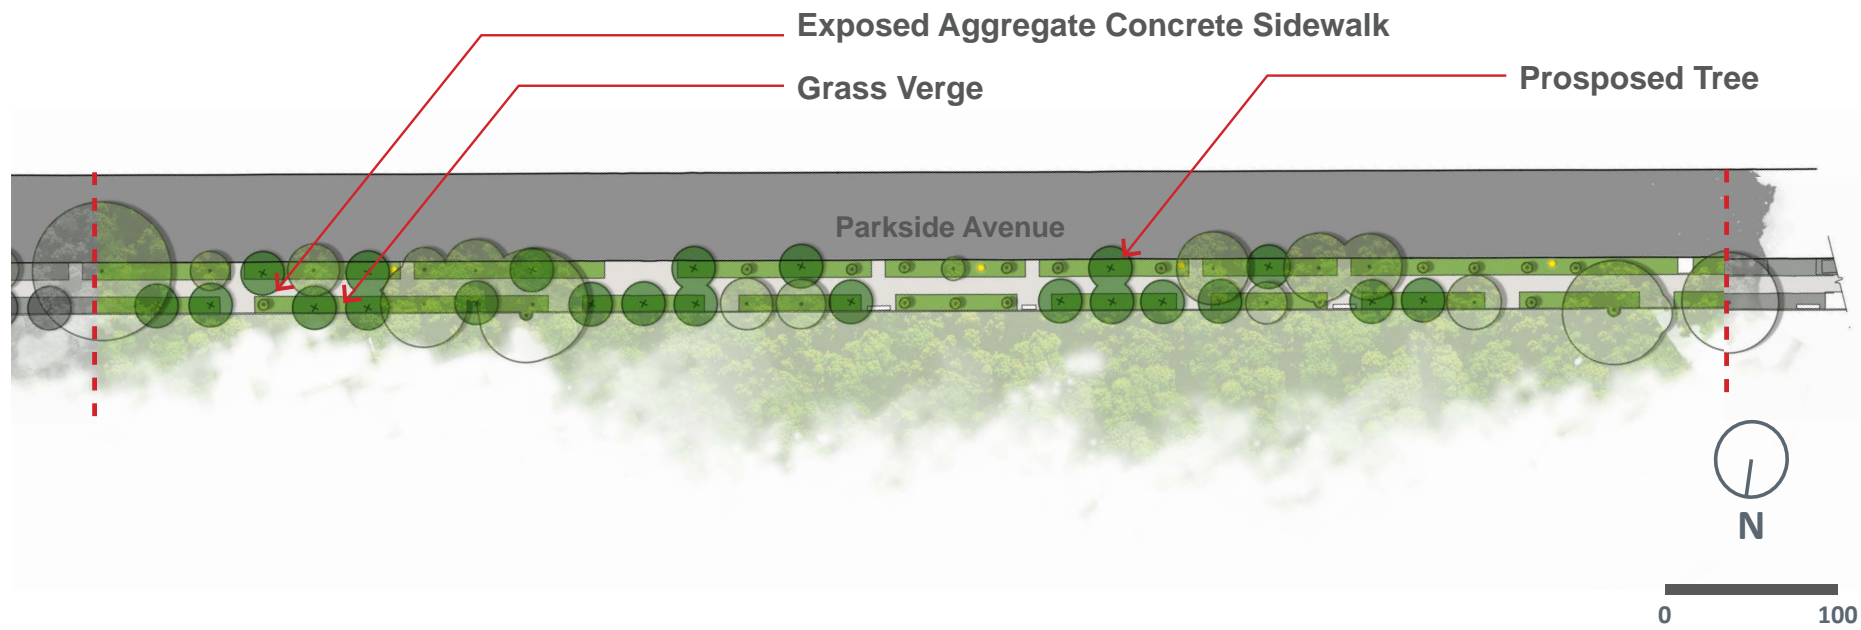 Exposed Aggregate Concrete Sidewalk
Prosposed Tree
Grass Verge
Parkside Avenue
N
0 100